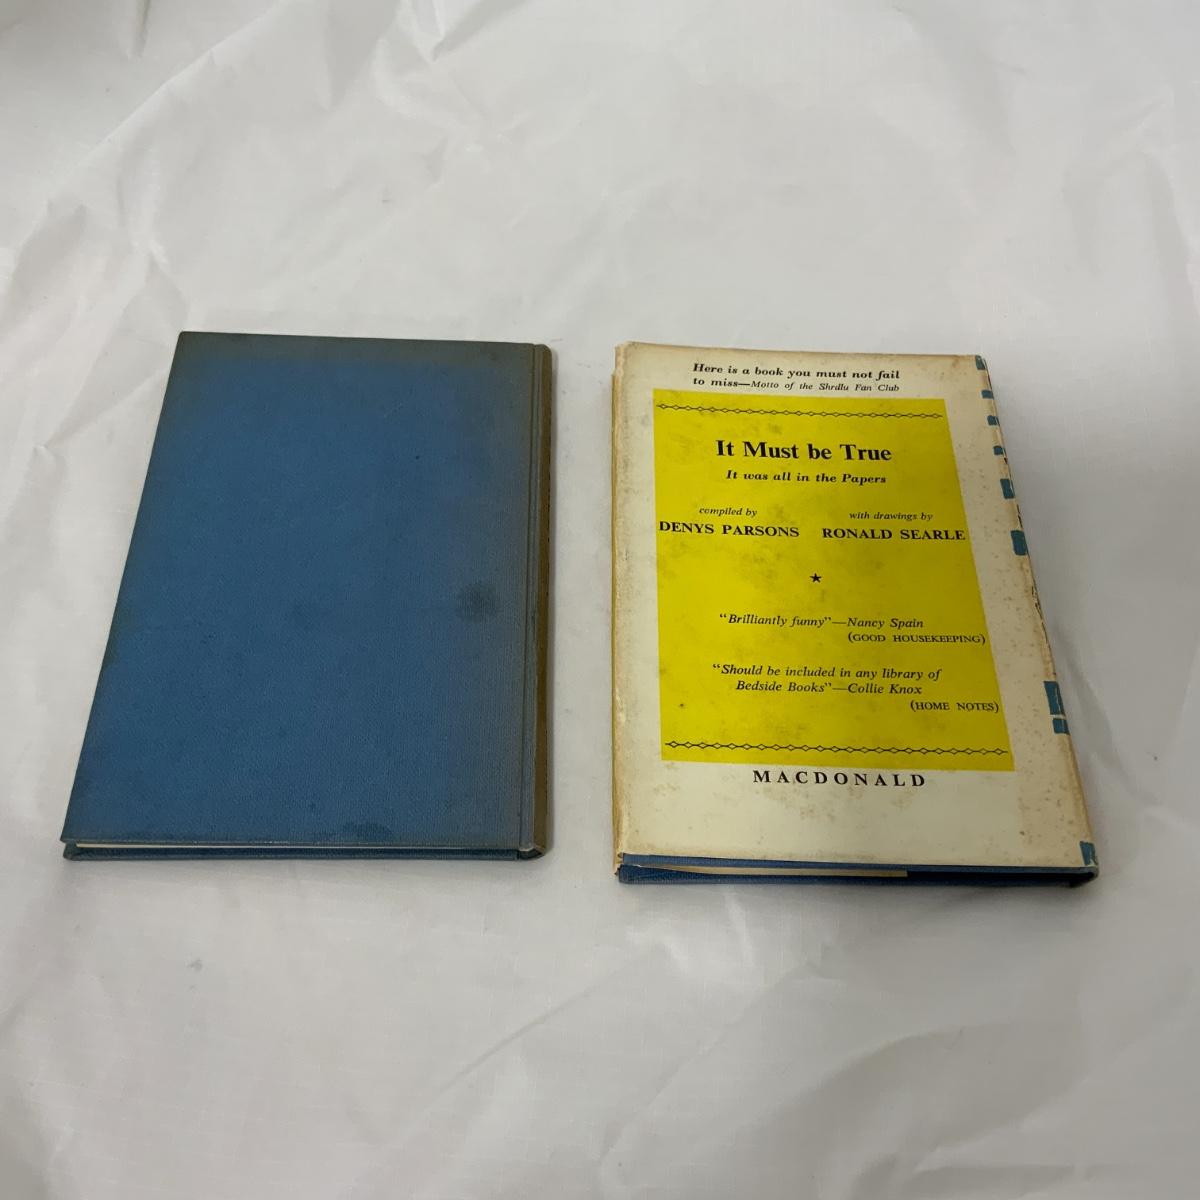 Here is a book you must not fail
to miss—Motto of the Shrdlu Fan Club
It Must be True
It was all in the Papers
compiled by
DENYS PARSONS
with drawings by
RONALD SEARLE
★
"Brilliantly funny"—Nancy Spain
(GOOD HOUSEKEEPING)
"Should be included in any library of
Bedside Books"—Collie Knox
(HOME NOTES)
MACDONALD